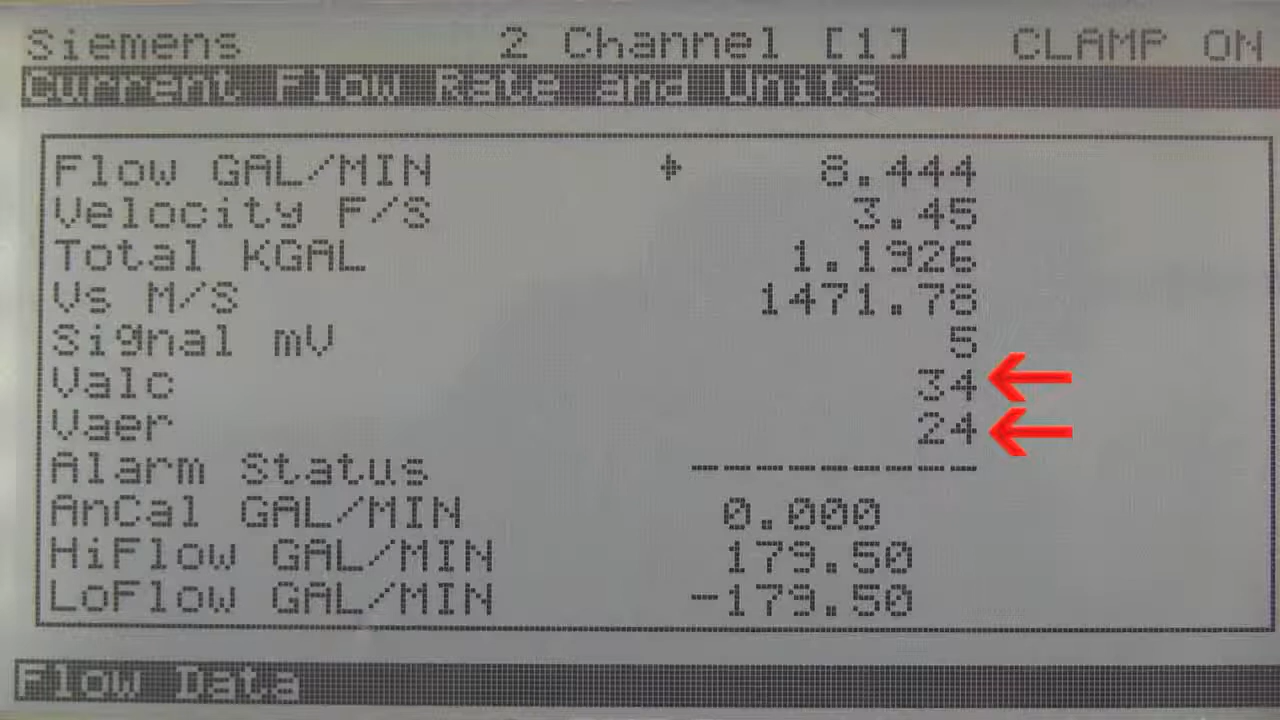 Siemens 2 Channel [1] CLAMP ON
Current Flow Rate and Units
Flow GAL/MIN 8.444
Velocity F/S 3.45
Total KGAL 1.1926
Vs M/S 1471.78
Signal mV 5
Valc 34
Vaer 24
Alarm Status ---------
AnCal GAL/MIN 0.000
HiFlow GAL/MIN 179.50
LoFlow GAL/MIN -179.50
Flow Data